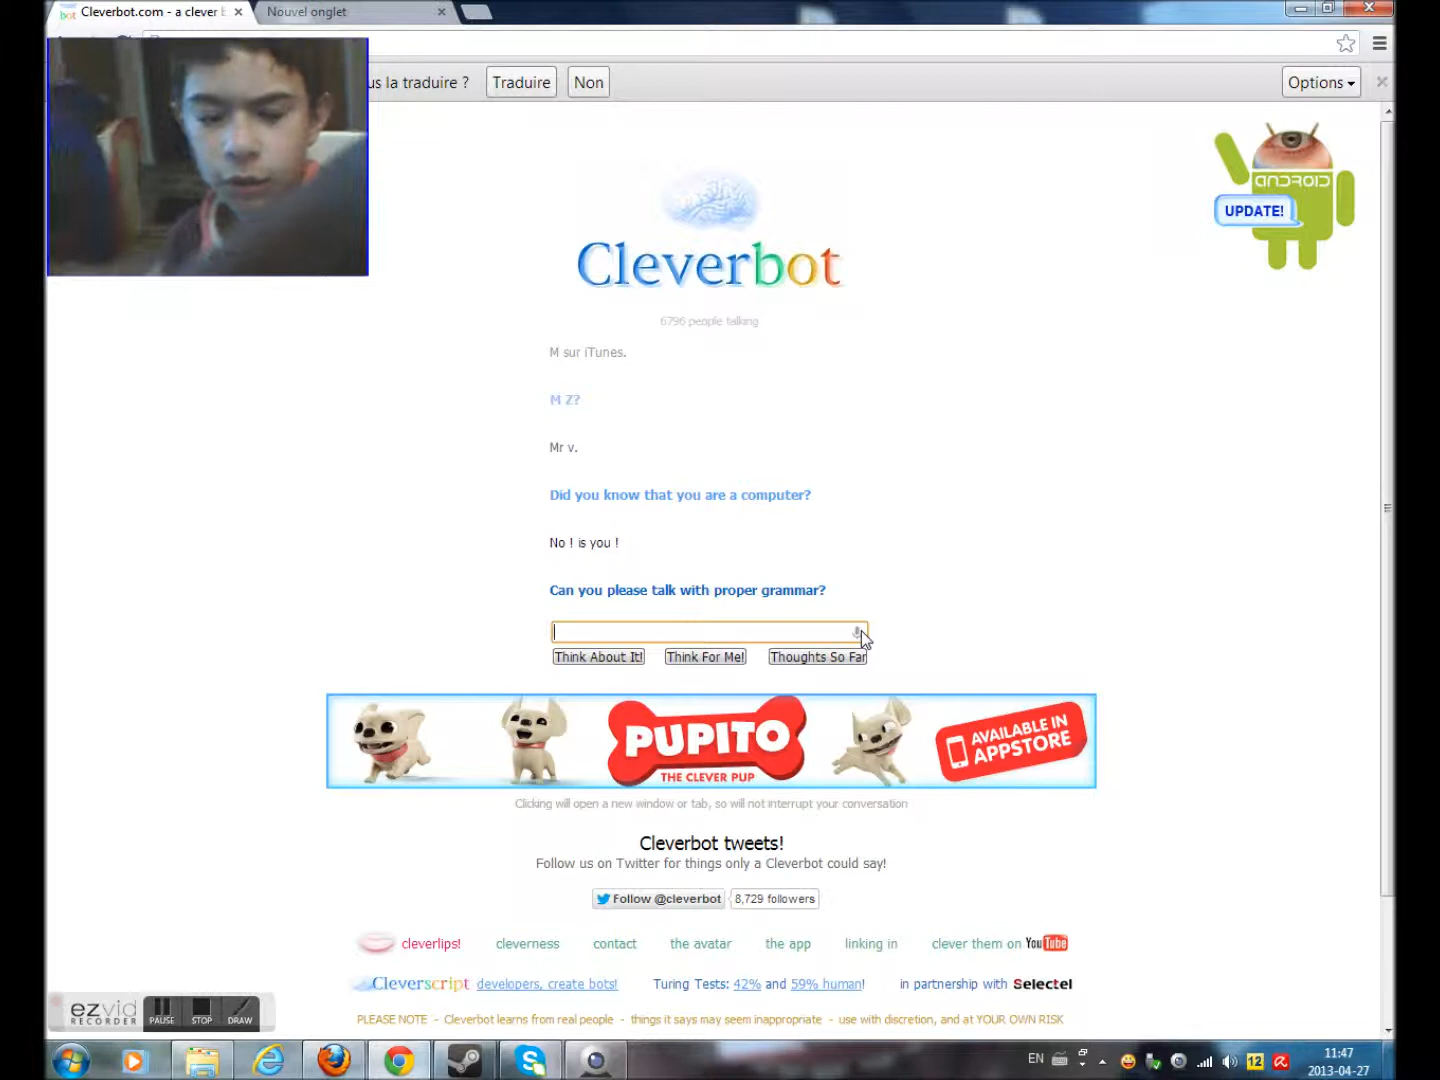 Cleverbot.com - a clever b
Nouvel onglet
us la traduire ?
Traduire
Non
Options
ANDROID
UPDATE!
Cleverbot
6796 people talking
M sur iTunes.
M Z?
Mr v.
Did you know that you are a computer?
No ! is you !
Can you please talk with proper grammar?
Think About It!
Think For Me!
Thoughts So Far
PUPITO
THE CLEVER PUP
AVAILABLE IN
APPSTORE
Clicking will open a new window or tab, so will not interrupt your conversation
Cleverbot tweets!
Follow us on Twitter for things only a Cleverbot could say!
Follow @cleverbot
8,729 followers
cleverlips!
cleverness
contact
the avatar
the app
linking in
clever them on YouTube
Cleverscript
developers, create bots!
Turing Tests: 42% and 59% human!
in partnership with Selectel
PLEASE NOTE - Cleverbot learns from real people - things it says may seem inappropriate - use with discretion, and at YOUR OWN RISK
ezvid
RECORDER
PAUSE
STOP
DRAW
EN
12
11:47
2013-04-27